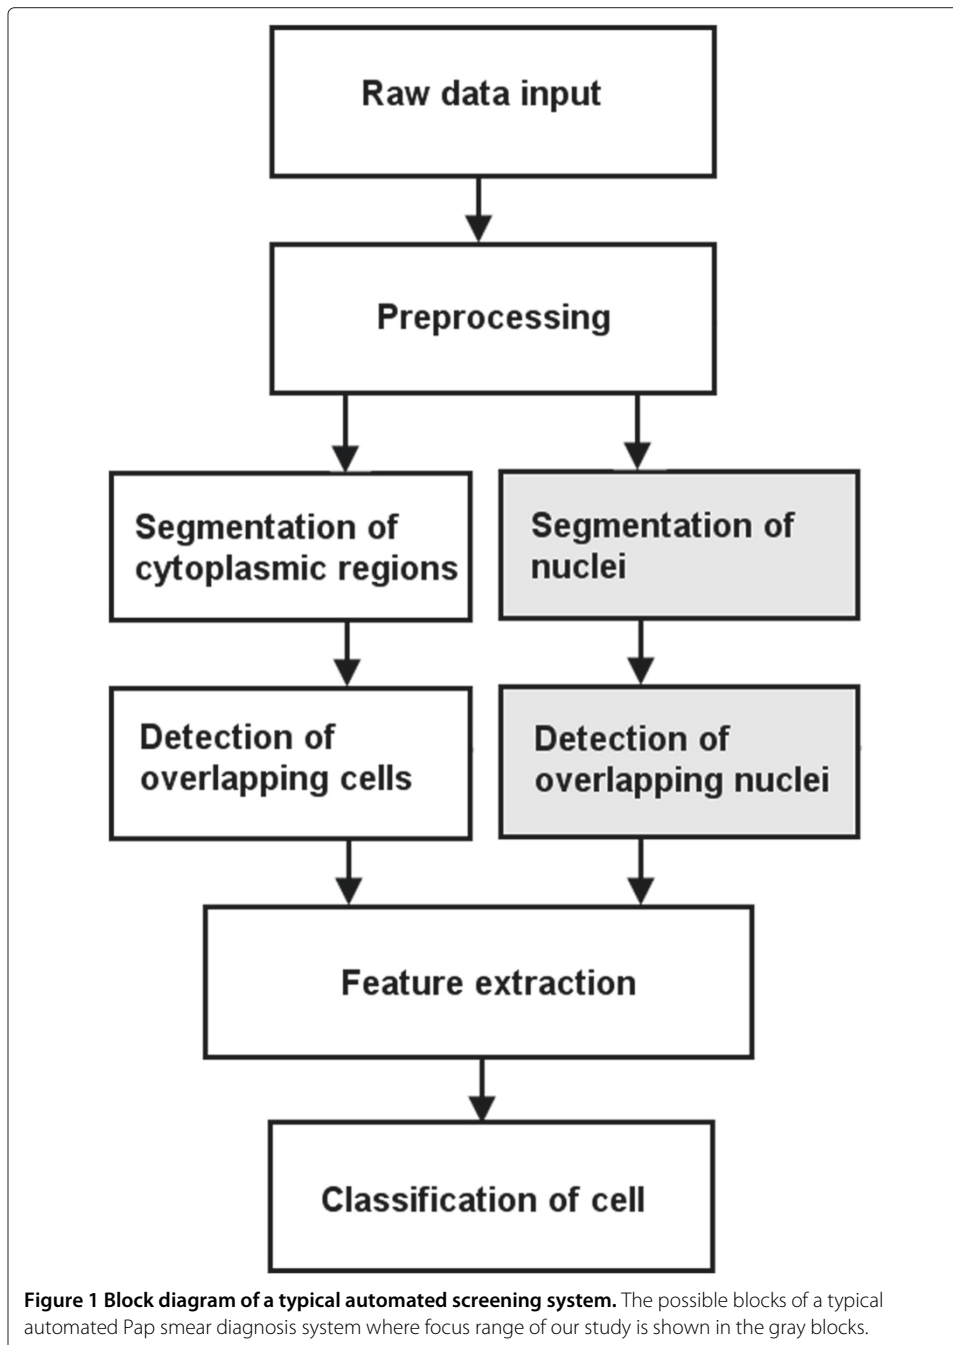 Raw data input
Preprocessing
Segmentation of
cytoplasmic regions
Segmentation of
nuclei
Detection of
overlapping cells
Detection of
overlapping nuclei
Feature extraction
Classification of cell
Figure 1 Block diagram of a typical automated screening system. The possible blocks of a typical
automated Pap smear diagnosis system where focus range of our study is shown in the gray blocks.